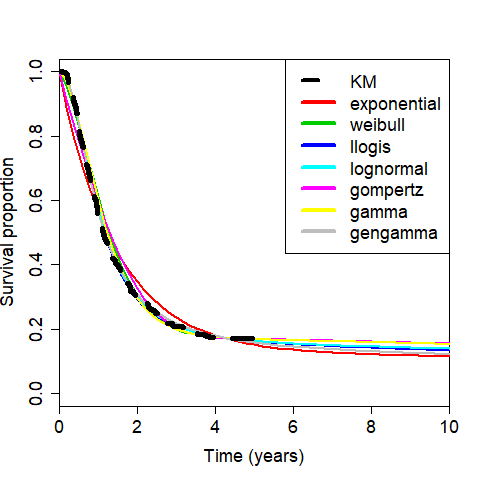 KM
exponential
weibull
llogis
lognormal
gompertz
gamma
gengamma
Survival proportion
1.0
0.8
0.6
0.4
0.2
0.0
0 2 4 6 8 10
Time (years)